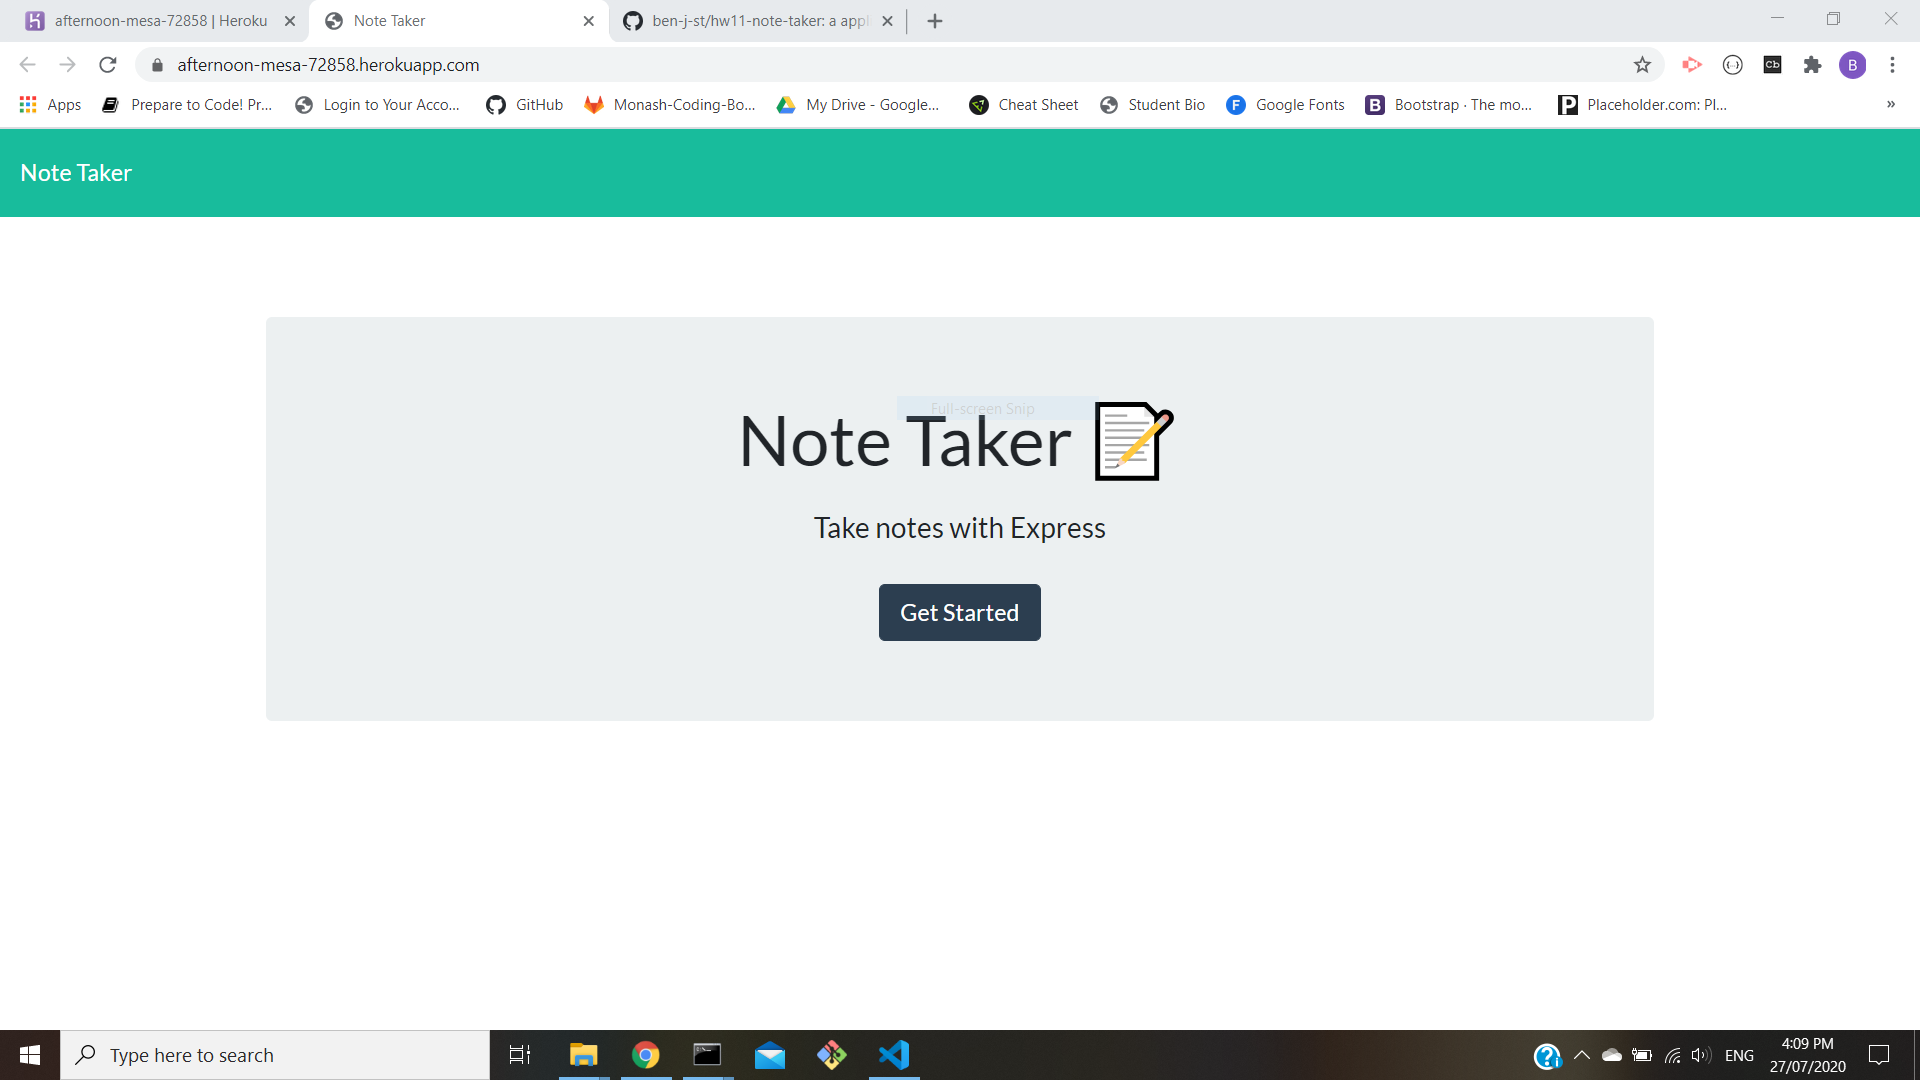 afternoon-mesa-72858 | Heroku
Note Taker
ben-j-st/hw11-note-taker: a appl
afternoon-mesa-72858.herokuapp.com
Cb
B
Apps
Prepare to Code! Pr...
Login to Your Acco...
GitHub
Monash-Coding-Bo...
My Drive - Google...
Cheat Sheet
Student Bio
F
Google Fonts
B
Bootstrap · The mo...
P
Placeholder.com: Pl...
»
Note Taker
Full-screen Snip
Note Taker
Take notes with Express
Get Started
Type here to search
ENG
4:09 PM
27/07/2020